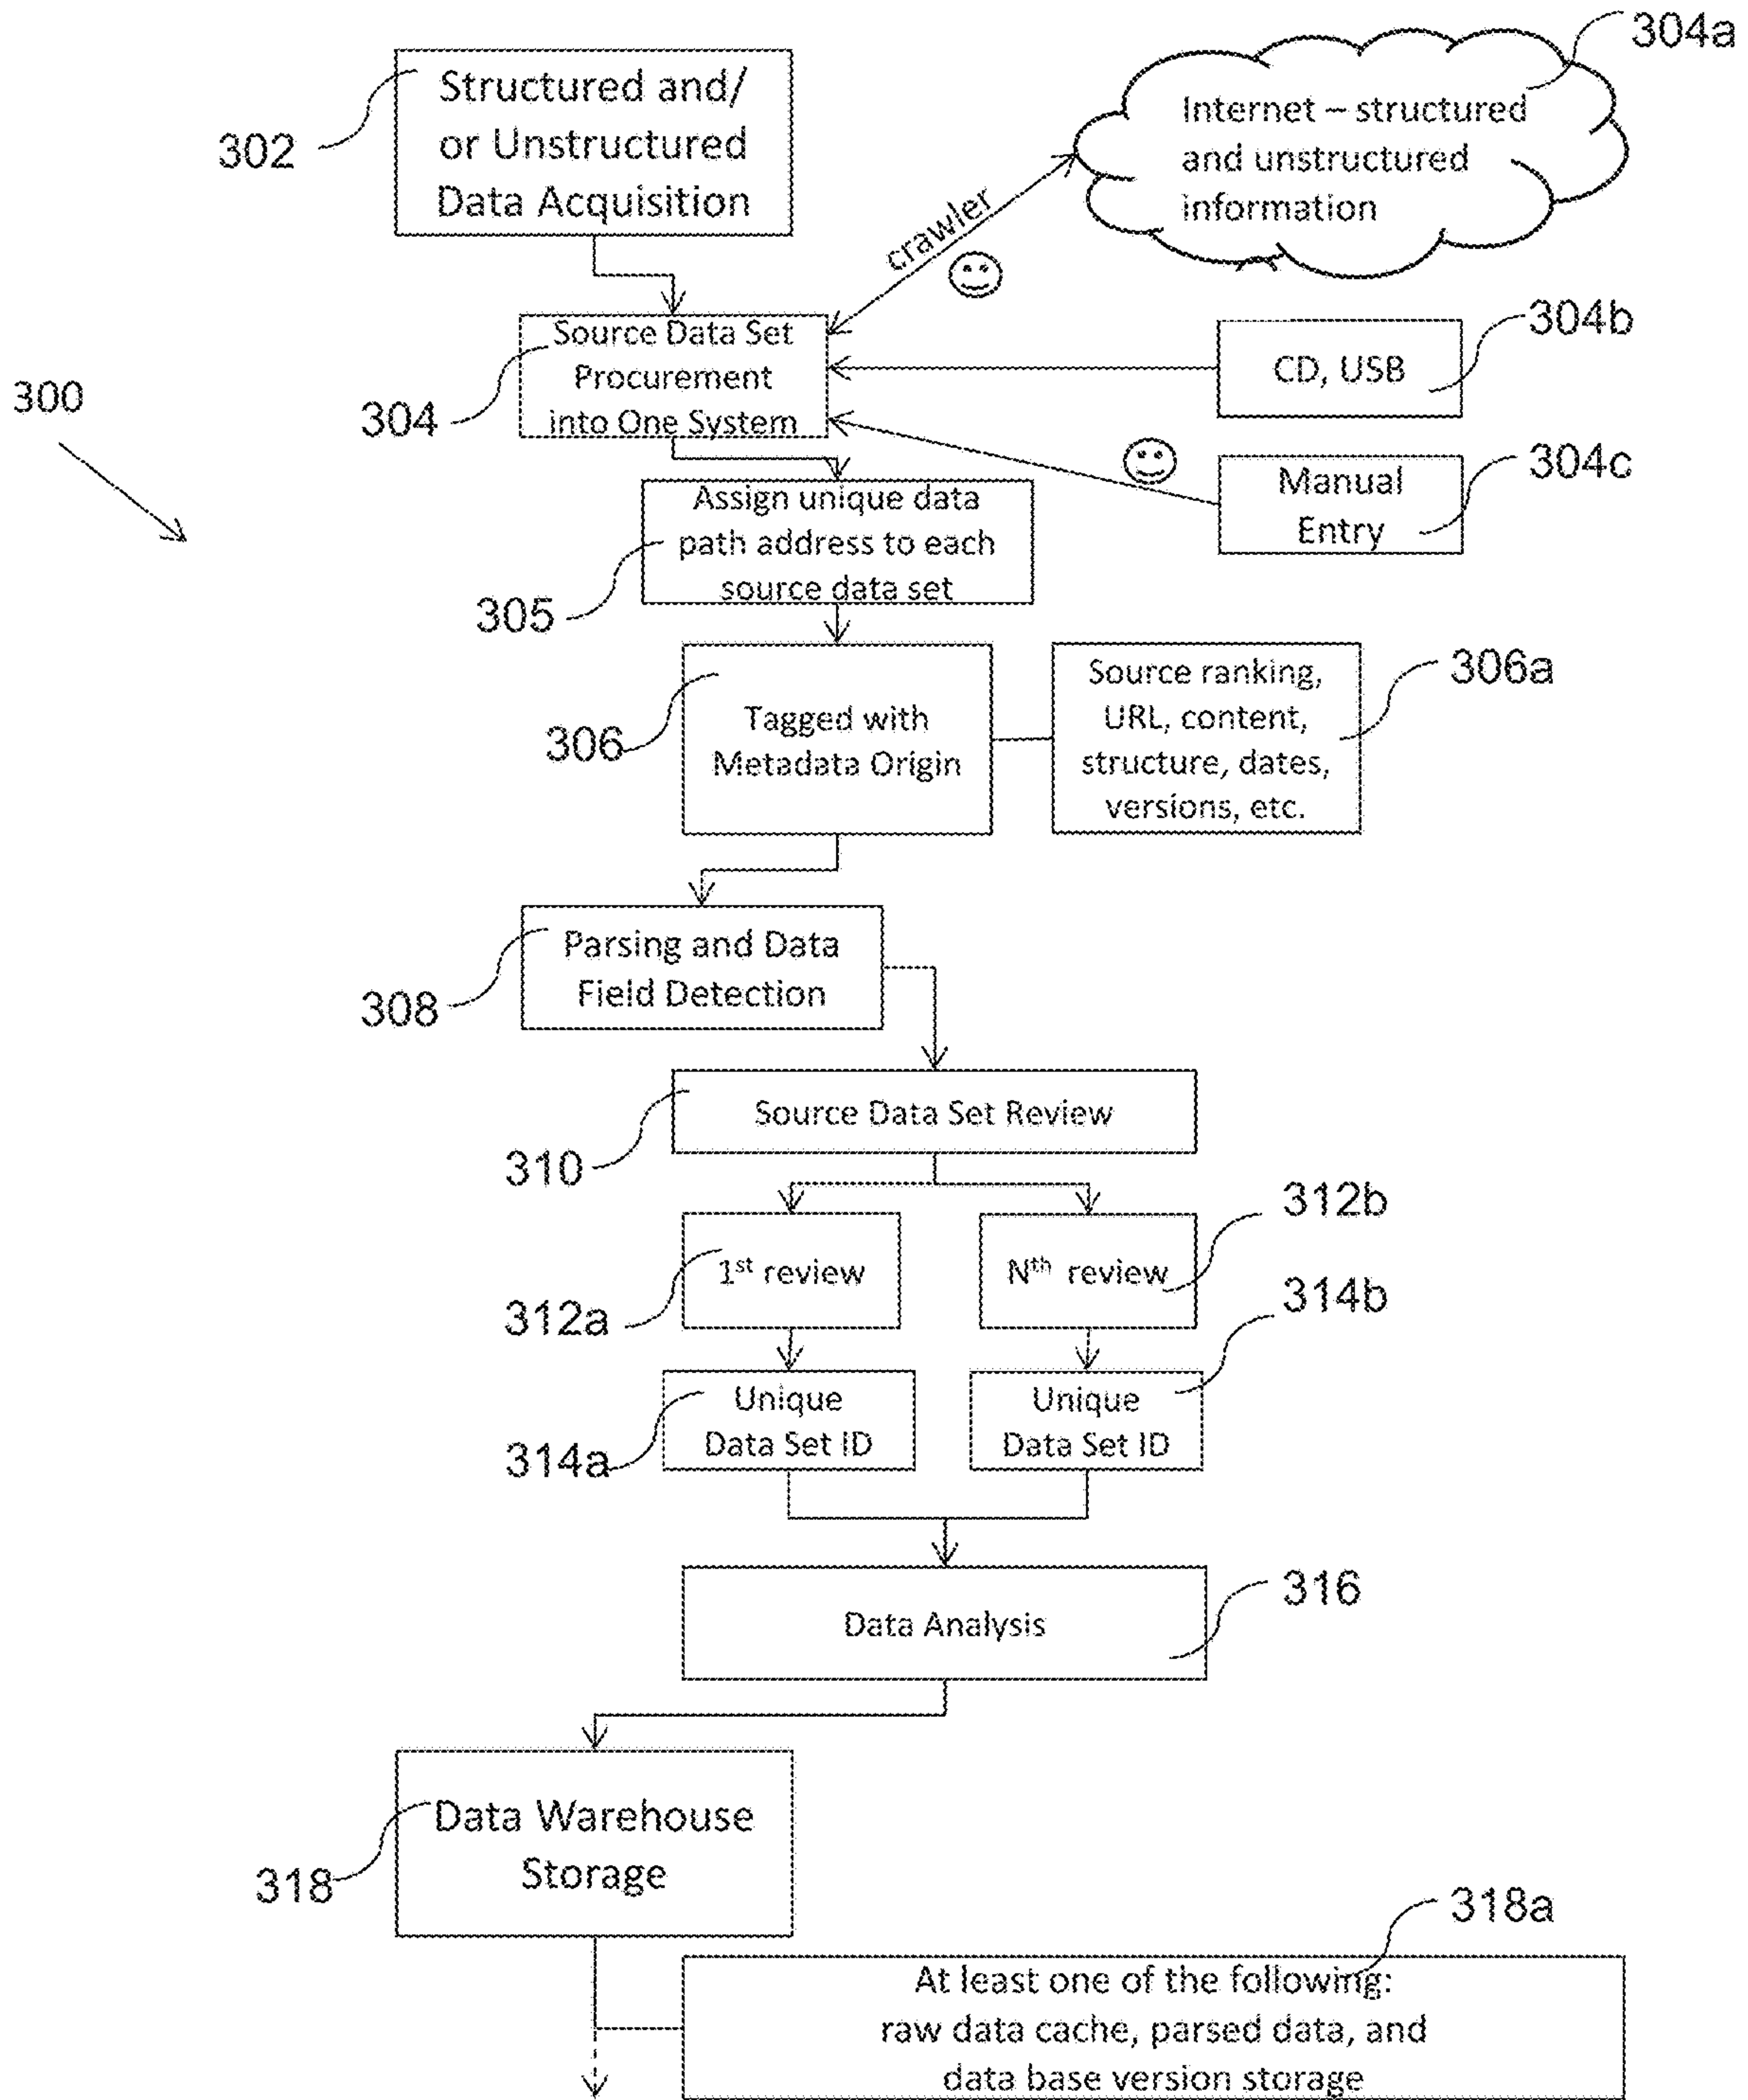 304a
Structured and/
or Unstructured
Data Acquisition
302
Internet – structured
and unstructured
information
crawler
Source Data Set
Procurement
into One System
304
304b
CD, USB
300
304c
Manual
Entry
Assign unique data
path address to each
source data set
305
Tagged with
Metadata Origin
306
306a
Source ranking,
URL, content,
structure, dates,
versions, etc.
Parsing and Data
Field Detection
308
Source Data Set Review
310
312b
1st review
Nth review
312a
314b
Unique
Data Set ID
314a
Unique
Data Set ID
316
Data Analysis
Data Warehouse
Storage
318
318a
At least one of the following:
raw data cache, parsed data, and
data base version storage